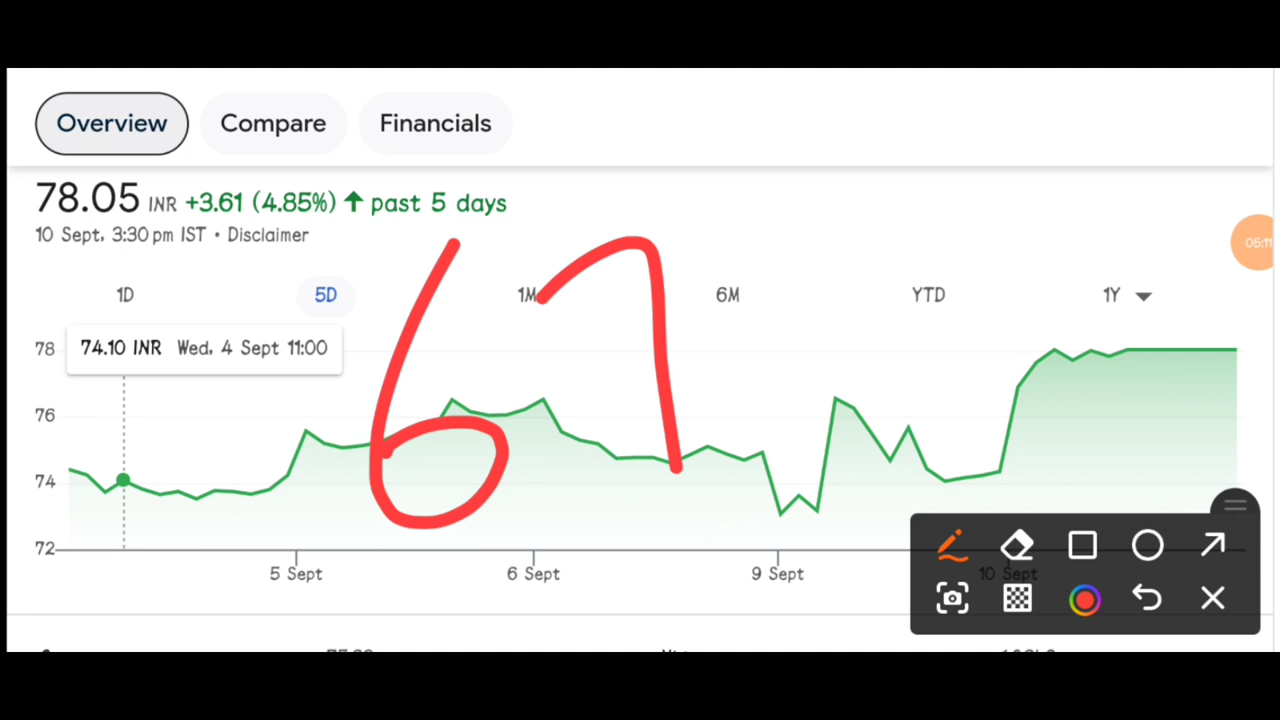 Overview Compare Financials
78.05 INR +3.61 (4.85%) ↑ past 5 days
10 Sept, 3:30 pm IST • Disclaimer
1D 5D 1M 6M YTD 1Y
74.10 INR Wed, 4 Sept 11:00
05:11
67
78
76
74
72
5 Sept 6 Sept 9 Sept 10 Sept